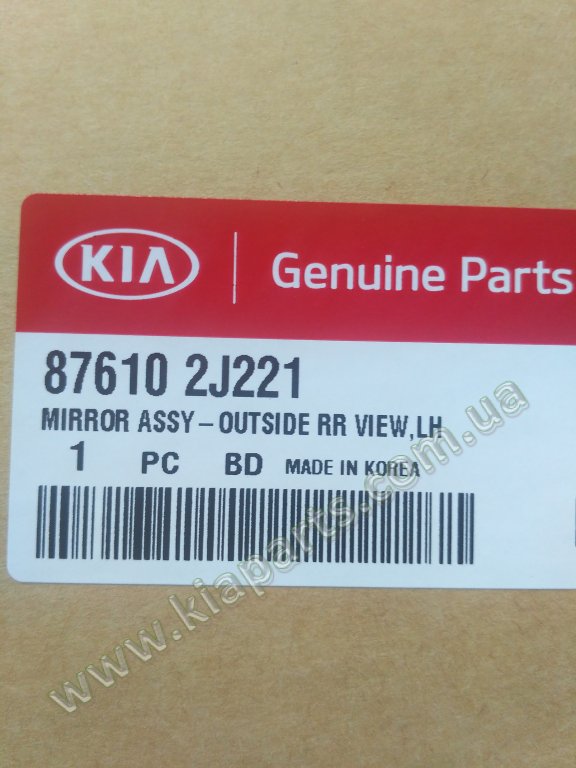 KIA Genuine Parts
87610 2J221
MIRROR ASSY-OUTSIDE RR VIEW,LH
1 PC BD MADE IN KOREA
www.kiaparts.com.ua